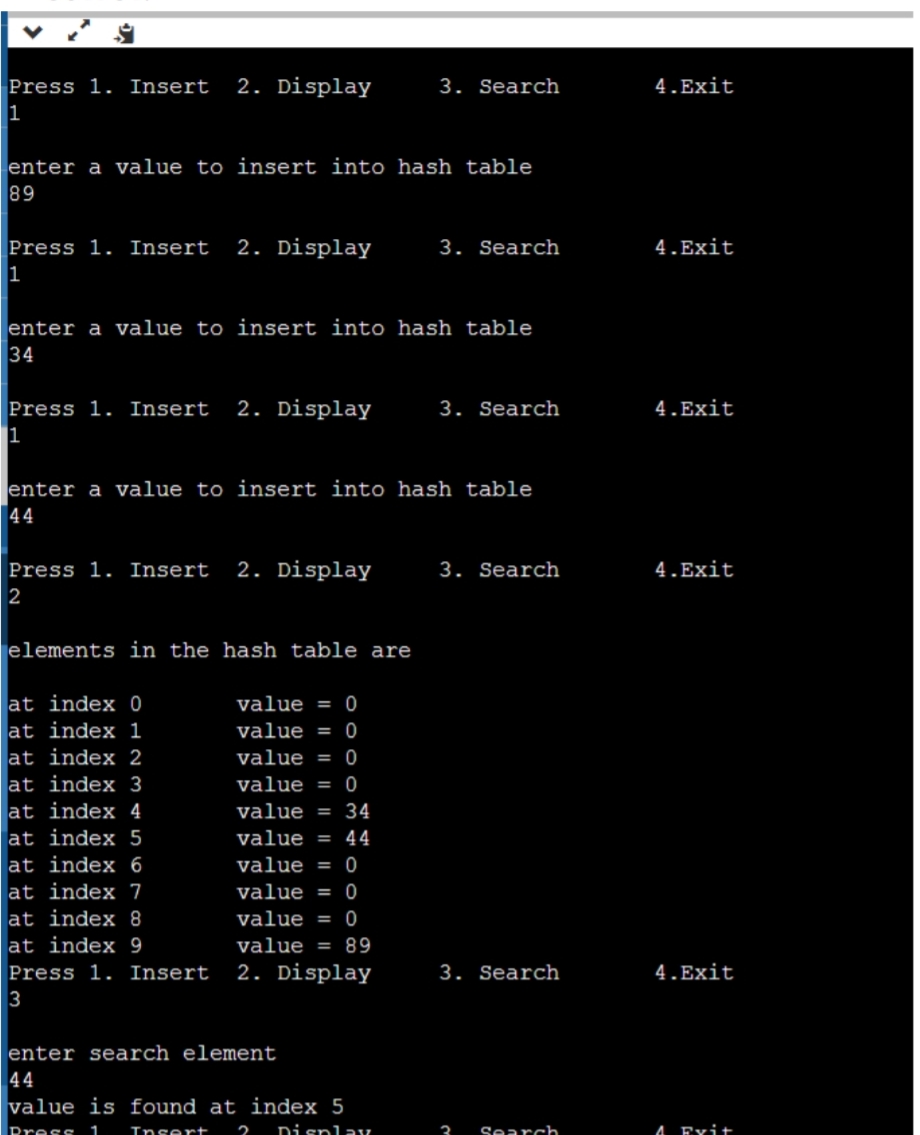 Press 1. Insert  2. Display     3. Search       4.Exit
1
enter a value to insert into hash table
89
Press 1. Insert  2. Display     3. Search       4.Exit
1
enter a value to insert into hash table
34
Press 1. Insert  2. Display     3. Search       4.Exit
1
enter a value to insert into hash table
44
Press 1. Insert  2. Display     3. Search       4.Exit
2
elements in the hash table are
at index 0       value = 0
at index 1       value = 0
at index 2       value = 0
at index 3       value = 0
at index 4       value = 34
at index 5       value = 44
at index 6       value = 0
at index 7       value = 0
at index 8       value = 0
at index 9       value = 89
Press 1. Insert  2. Display     3. Search       4.Exit
3
enter search element
44
value is found at index 5
Press 1. Insert  2. Display     3. Search       4.Exit